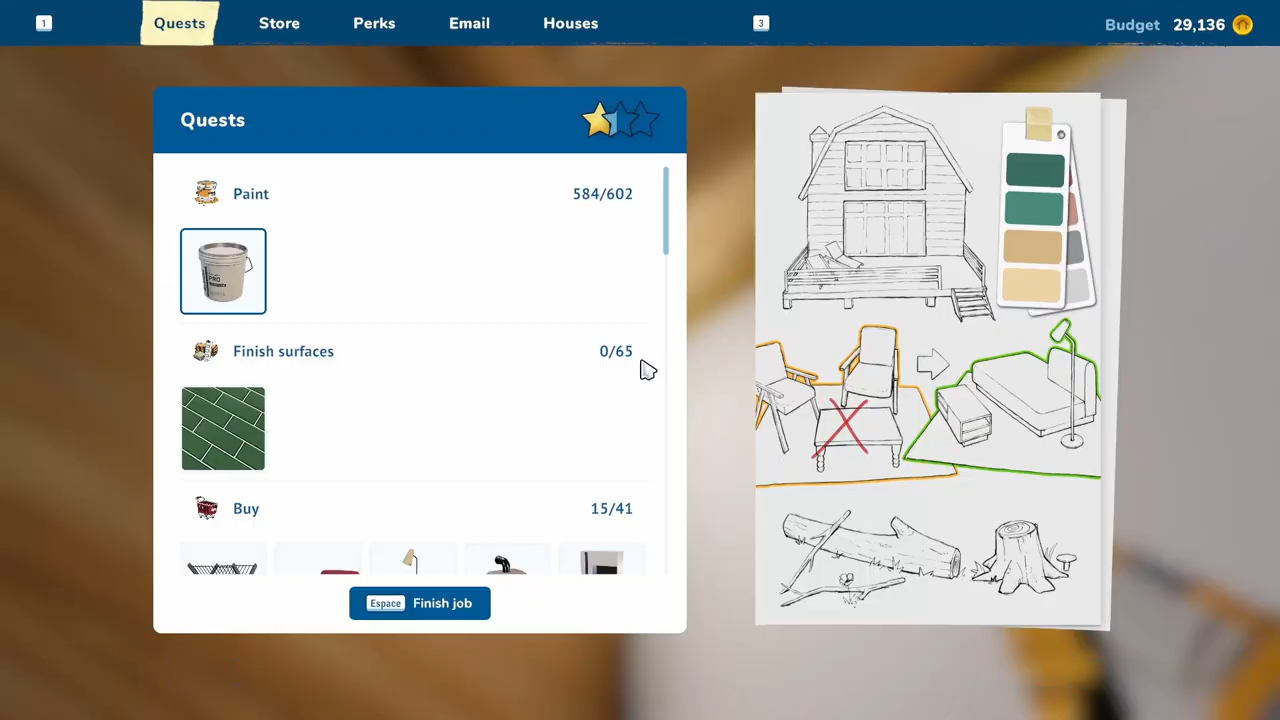 1 Quests Store Perks Email Houses 3 Budget 29,136
Quests
Paint 584/602
Finish surfaces 0/65
Buy 15/41
Espace Finish job